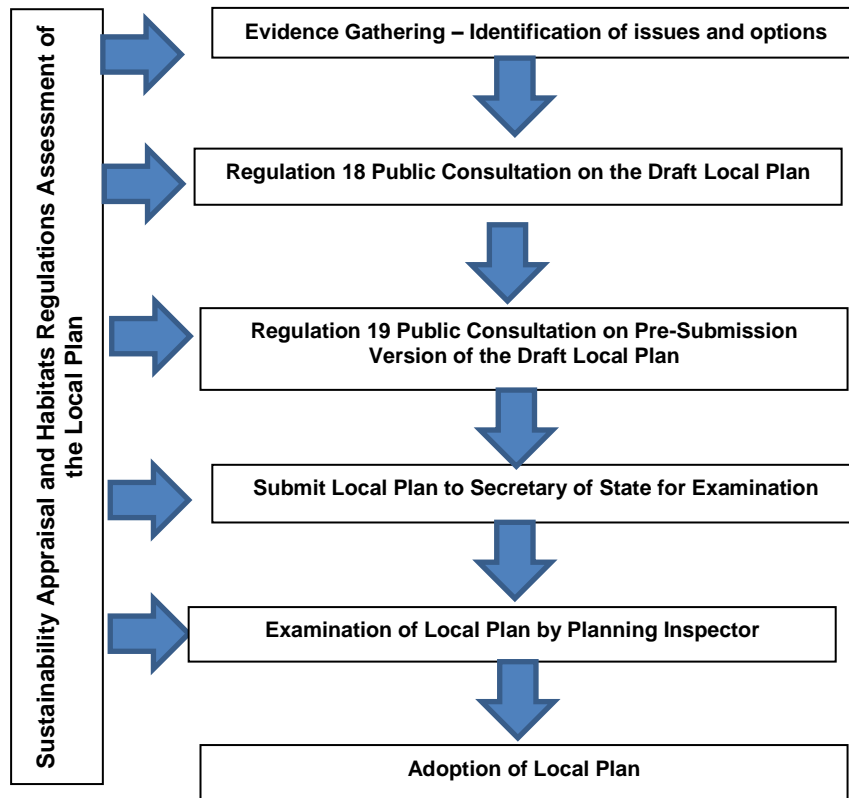 Sustainability Appraisal and Habitats Regulations Assessment of
the Local Plan
Evidence Gathering – Identification of issues and options
Regulation 18 Public Consultation on the Draft Local Plan
Regulation 19 Public Consultation on Pre-Submission
Version of the Draft Local Plan
Submit Local Plan to Secretary of State for Examination
Examination of Local Plan by Planning Inspector
Adoption of Local Plan